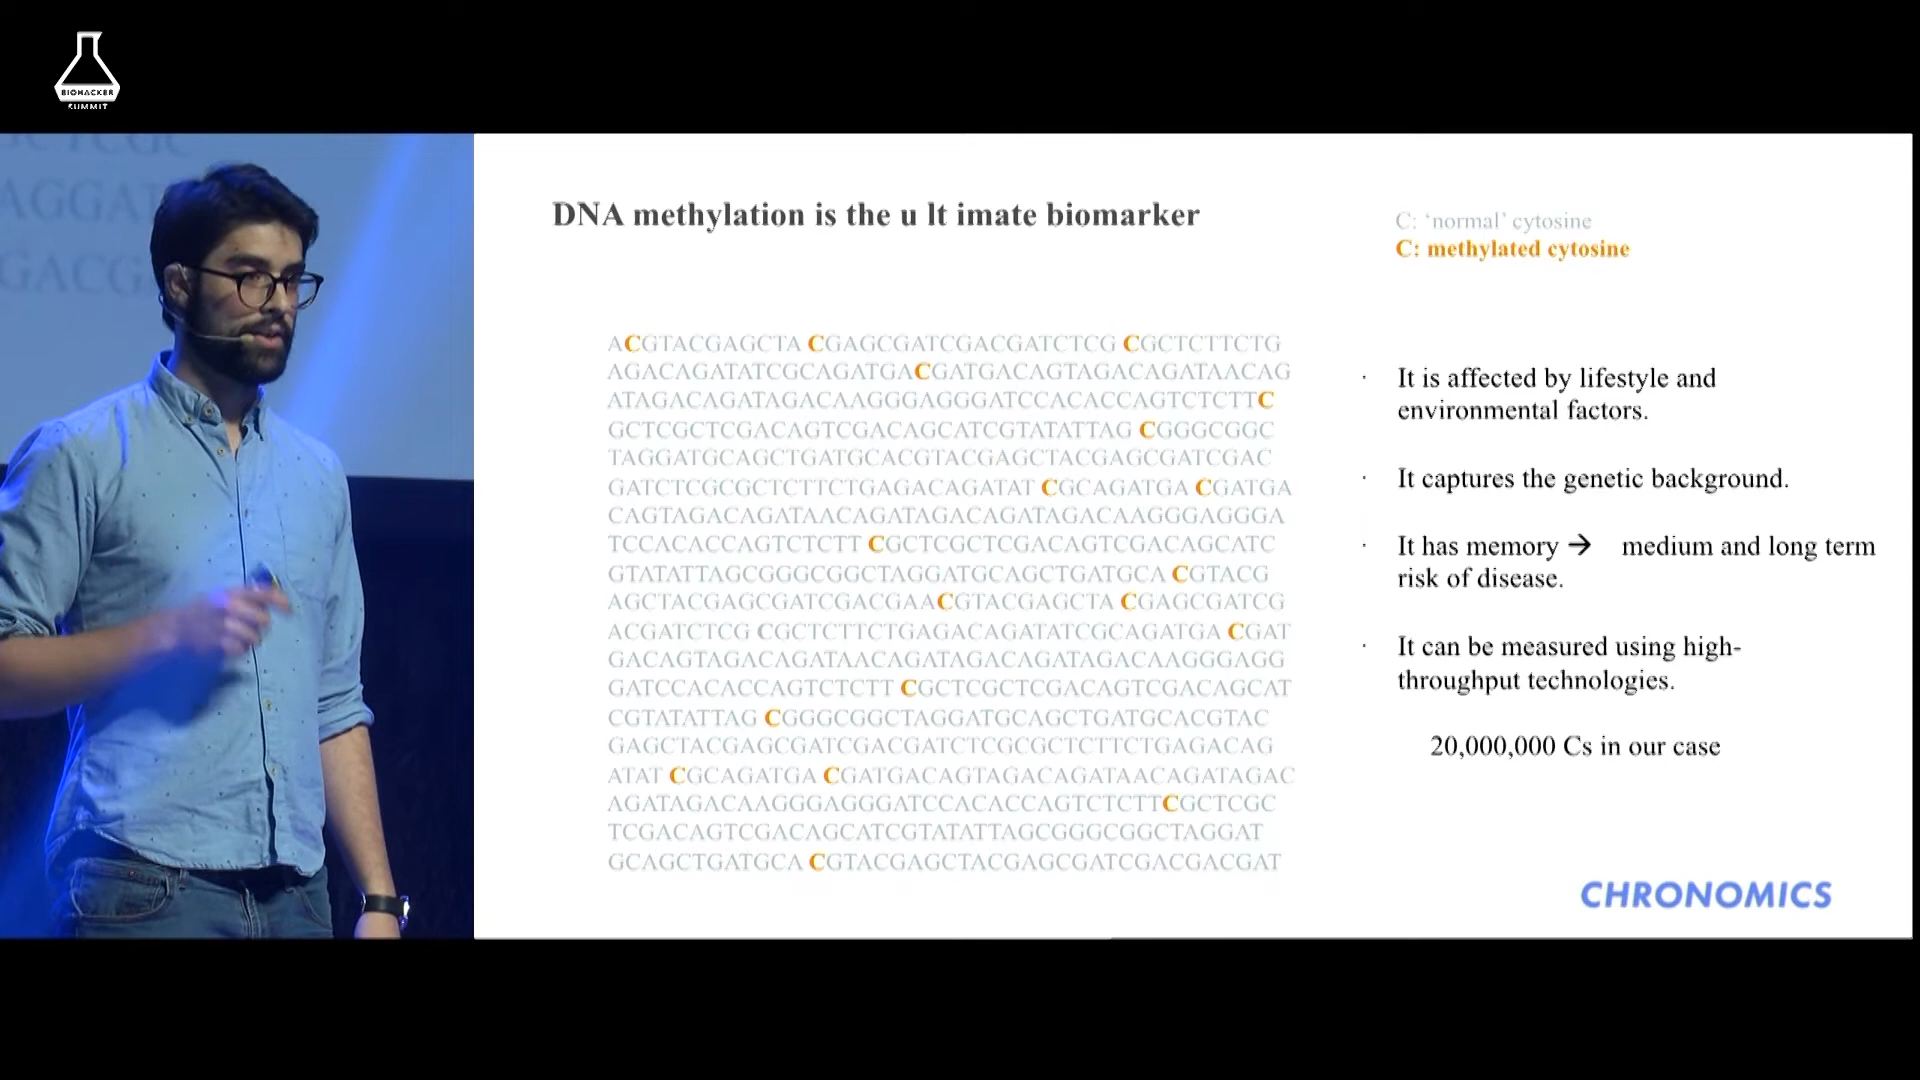 BIOHACKER
SUMMIT
DNA methylation is the u lt imate biomarker
C: ‘normal’ cytosine
C: methylated cytosine
ACGTACGAGCTA CGAGCGATCGACGATCTCG CGCTCTTCTG
AGACAGATATCGCAGATGACGATGACAGTAGACAGATAACAG
ATAGACAGATAGACAAGGGAGGGATCCACACCAGTCTCTTC
GCTCGCTCGACAGTCGACAGCATCGTATATTAG CGGGCGGC
TAGGATGCAGCTGATGCACGTACGAGCTACGAGCGATCGAC
GATCTCGCGCTCTTCTGAGACAGATAT CGCAGATGA CGATGA
CAGTAGACAGATAACAGATAGACAGATAGACAAGGGAGGGA
TCCACACCAGTCTCTT CGCTCGCTCGACAGTCGACAGCATC
GTATATTAGCGGGCGGCTAGGATGCAGCTGATGCA CGTACG
AGCTACGAGCGATCGACGAACGTACGAGCTA CGAGCGATCG
ACGATCTCG CGCTCTTCTGAGACAGATATCGCAGATGA CGAT
GACAGTAGACAGATAACAGATAGACAGATAGACAAGGGAGG
GATCCACACCAGTCTCTT CGCTCGCTCGACAGTCGACAGCAT
CGTATATTAG CGGGCGGCTAGGATGCAGCTGATGCACGTAC
GAGCTACGAGCGATCGACGATCTCGCGCTCTTCTGAGACAG
ATAT CGCAGATGA CGATGACAGTAGACAGATAACAGATAGAC
AGATAGACAAGGGAGGGATCCACACCAGTCTCTTCGCTCGC
TCGACAGTCGACAGCATCGTATATTAGCGGGCGGCTAGGAT
GCAGCTGATGCA CGTACGAGCTACGAGCGATCGACGACGAT
· It is affected by lifestyle and
environmental factors.
· It captures the genetic background.
· It has memory → medium and long term
risk of disease.
· It can be measured using high-
throughput technologies.
20,000,000 Cs in our case
CHRONOMICS